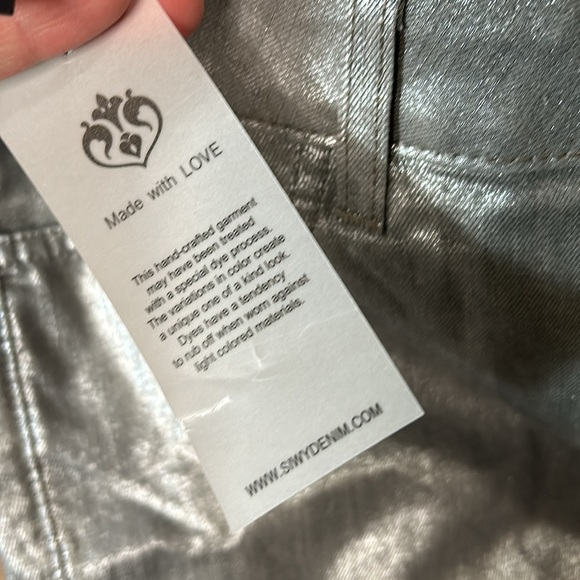 Made with LOVE
This hand-crafted garment
may have been treated
with a special dye process.
The variations in color create
a unique one of a kind look.
Dyes have a tendency
to rub off when worn against
light colored materials.
WWW.SIWYDENIM.COM